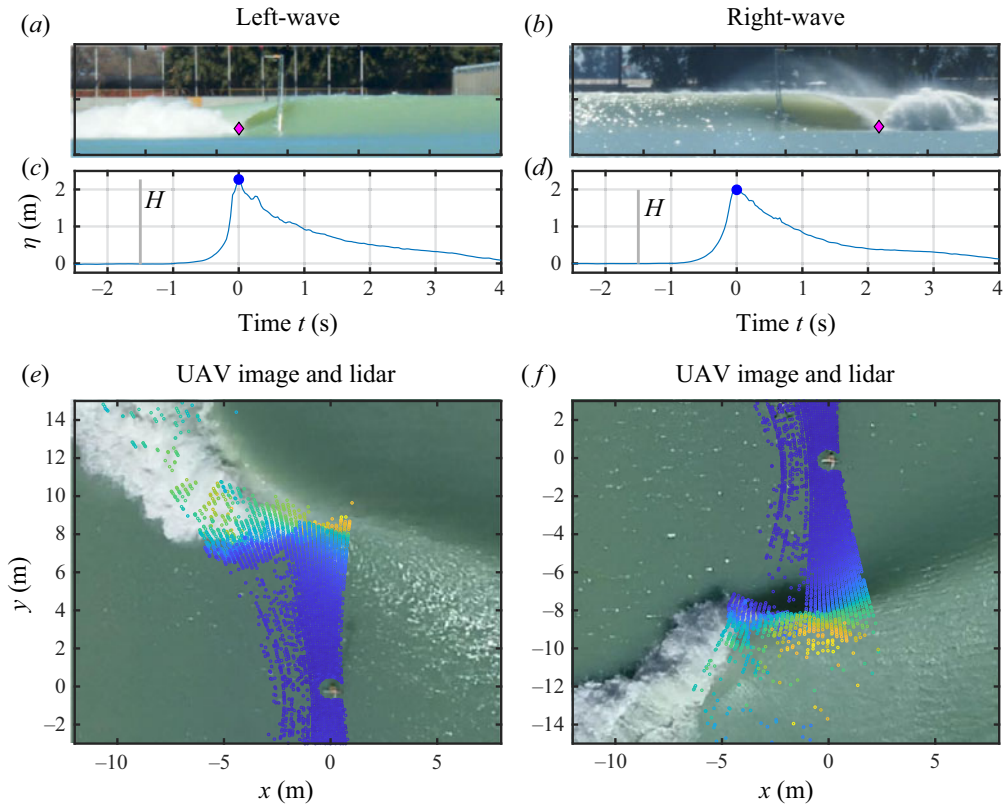 (a) Left-wave
(b) Right-wave
(c)
(d)
η (m)
2
1
0
H
−2 −1 0 1 2 3 4
Time t (s)
2
1
0
H
−2 −1 0 1 2 3 4
Time t (s)
(e) UAV image and lidar
(f) UAV image and lidar
y (m)
14
12
10
8
6
4
2
0
−2
−10 −5 0 5
x (m)
2
0
−2
−4
−6
−8
−10
−12
−14
−10 −5 0 5
x (m)